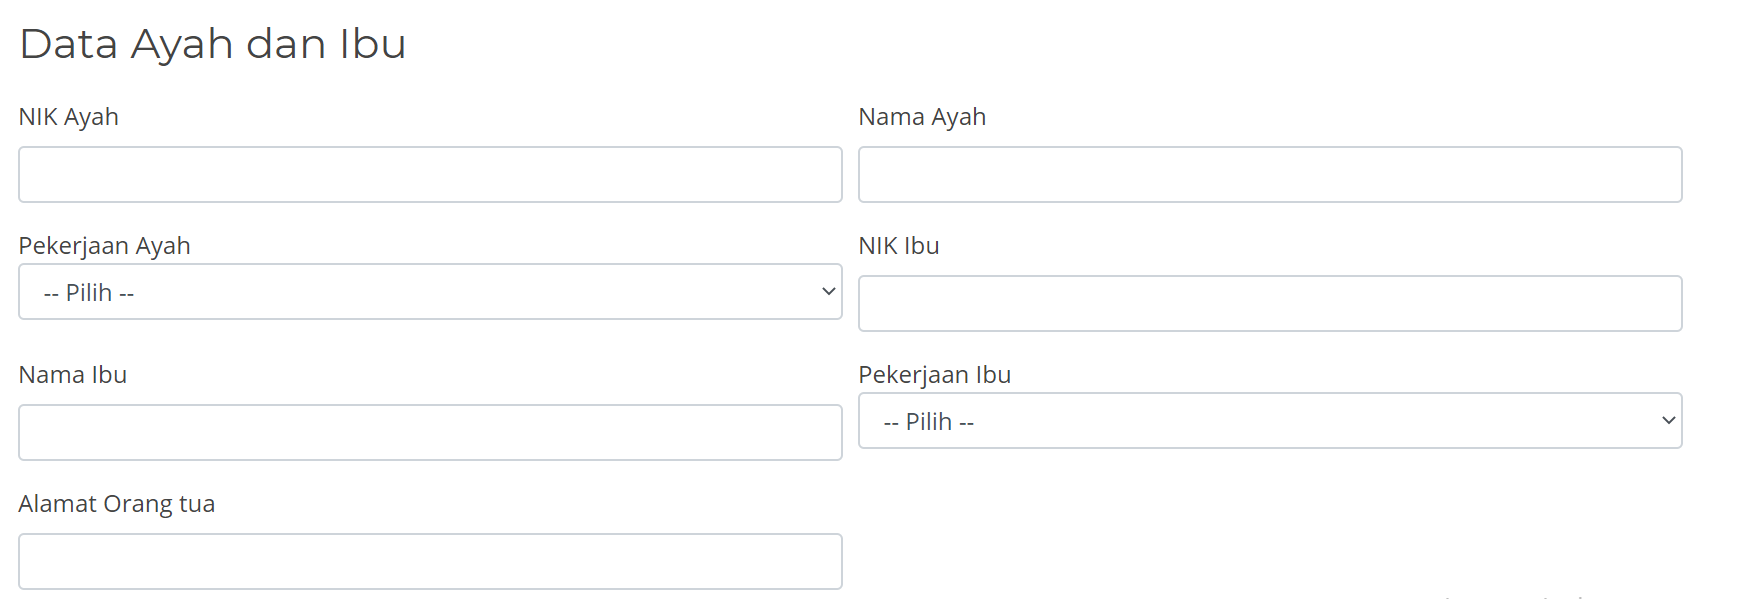 Data Ayah dan Ibu
NIK Ayah
Nama Ayah
Pekerjaan Ayah
-- Pilih --
NIK Ibu
Nama Ibu
Pekerjaan Ibu
-- Pilih --
Alamat Orang tua